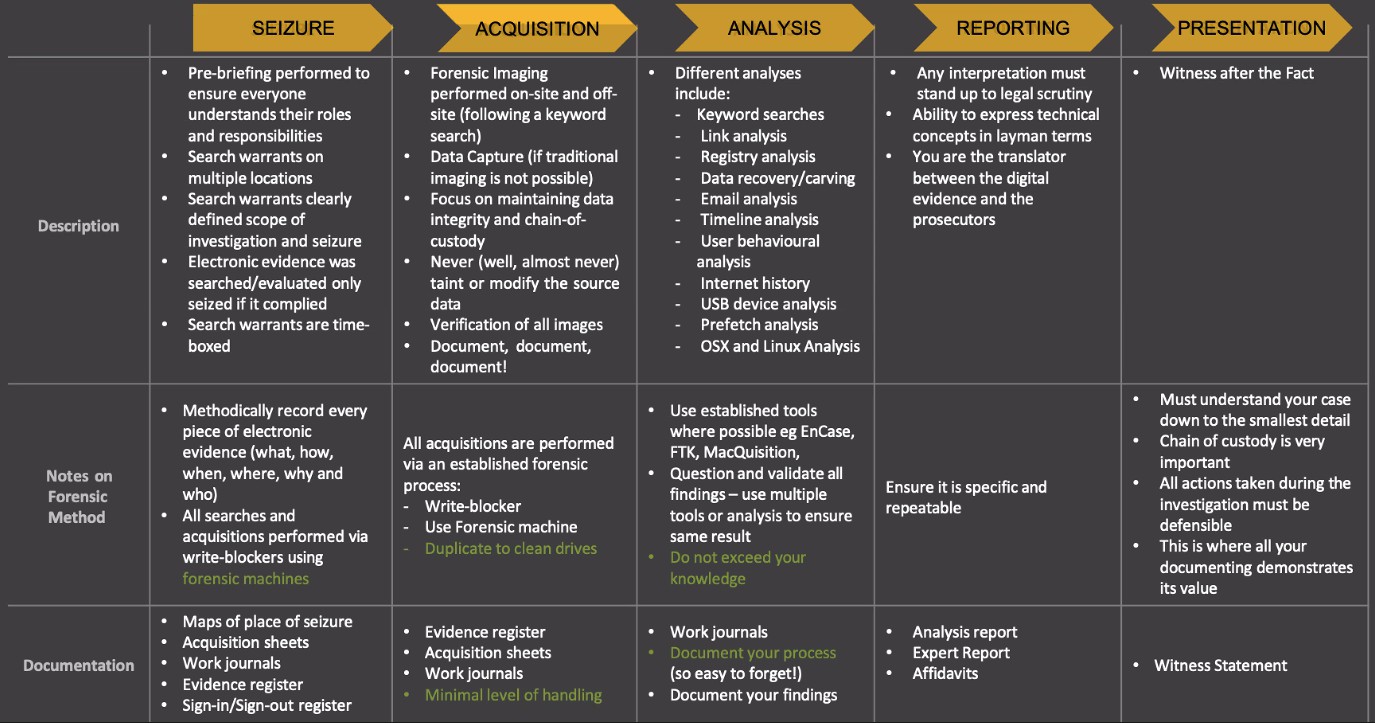 SEIZURE
ACQUISITION
ANALYSIS
REPORTING
PRESENTATION
Description
• Pre-briefing performed to
ensure everyone
understands their roles
and responsibilities
• Search warrants on
multiple locations
• Search warrants clearly
defined scope of
investigation and seizure
• Electronic evidence was
searched/evaluated only
seized if it complied
• Search warrants are time-
boxed
• Forensic Imaging
performed on-site and off-
site (following a keyword
search)
• Data Capture (if traditional
imaging is not possible)
• Focus on maintaining data
integrity and chain-of-
custody
• Never (well, almost never)
taint or modify the source
data
• Verification of all images
• Document, document,
document!
• Different analyses
include:
- Keyword searches
- Link analysis
- Registry analysis
- Data recovery/carving
- Email analysis
- Timeline analysis
- User behavioural
analysis
- Internet history
- USB device analysis
- Prefetch analysis
- OSX and Linux Analysis
• Any interpretation must
stand up to legal scrutiny
• Ability to express technical
concepts in layman terms
• You are the translator
between the digital
evidence and the
prosecutors
• Witness after the Fact
Notes on
Forensic
Method
• Methodically record every
piece of electronic
evidence (what, how,
when, where, why and
who)
• All searches and
acquisitions performed via
write-blockers using
forensic machines
All acquisitions are performed
via an established forensic
process:
- Write-blocker
- Use Forensic machine
- Duplicate to clean drives
• Use established tools
where possible eg EnCase,
FTK, MacQuisition,
• Question and validate all
findings – use multiple
tools or analysis to ensure
same result
• Do not exceed your
knowledge
Ensure it is specific and
repeatable
• Must understand your case
down to the smallest detail
• Chain of custody is very
important
• All actions taken during the
investigation must be
defensible
• This is where all your
documenting demonstrates
its value
Documentation
• Maps of place of seizure
• Acquisition sheets
• Work journals
• Evidence register
• Sign-in/Sign-out register
• Evidence register
• Acquisition sheets
• Work journals
• Minimal level of handling
• Work journals
• Document your process
(so easy to forget!)
• Document your findings
• Analysis report
• Expert Report
• Affidavits
• Witness Statement